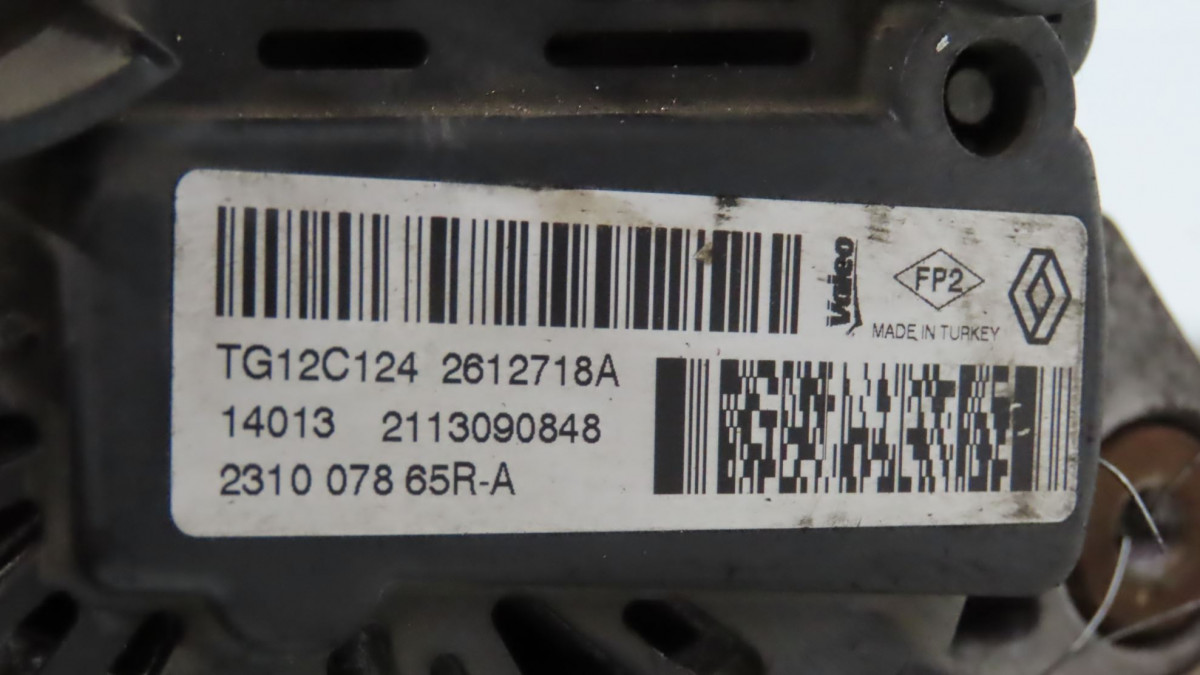 Valeo
FP2
MADE IN TURKEY
TG12C124 2612718A
14013 2113090848
2310 078 65R-A